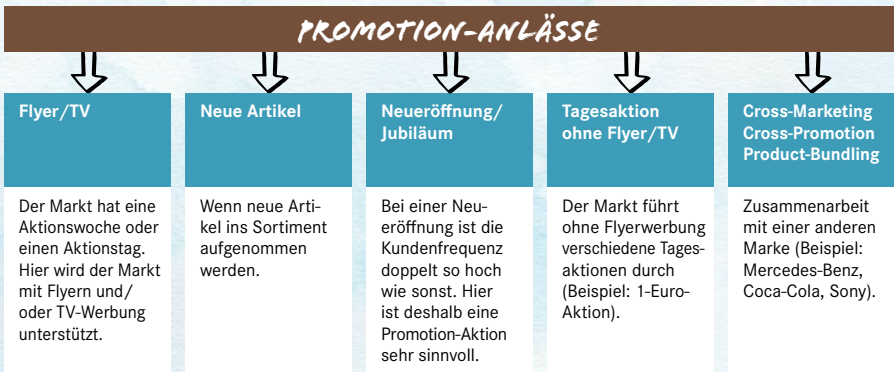 PROMOTION-ANLÄSSE
Flyer/TV
Der Markt hat eine
Aktionswoche oder
einen Aktionstag.
Hier wird der Markt
mit Flyern und/
oder TV-Werbung
unterstützt.
Neue Artikel
Wenn neue Arti-
kel ins Sortiment
aufgenommen
werden.
Neueröffnung/
Jubiläum
Bei einer Neu-
eröffnung ist die
Kundenfrequenz
doppelt so hoch
wie sonst. Hier
ist deshalb eine
Promotion-Aktion
sehr sinnvoll.
Tagesaktion
ohne Flyer/TV
Der Markt führt
ohne Flyerwerbung
verschiedene Tages-
aktionen durch
(Beispiel: 1-Euro-
Aktion).
Cross-Marketing
Cross-Promotion
Product-Bundling
Zusammenarbeit
mit einer anderen
Marke (Beispiel:
Mercedes-Benz,
Coca-Cola, Sony).